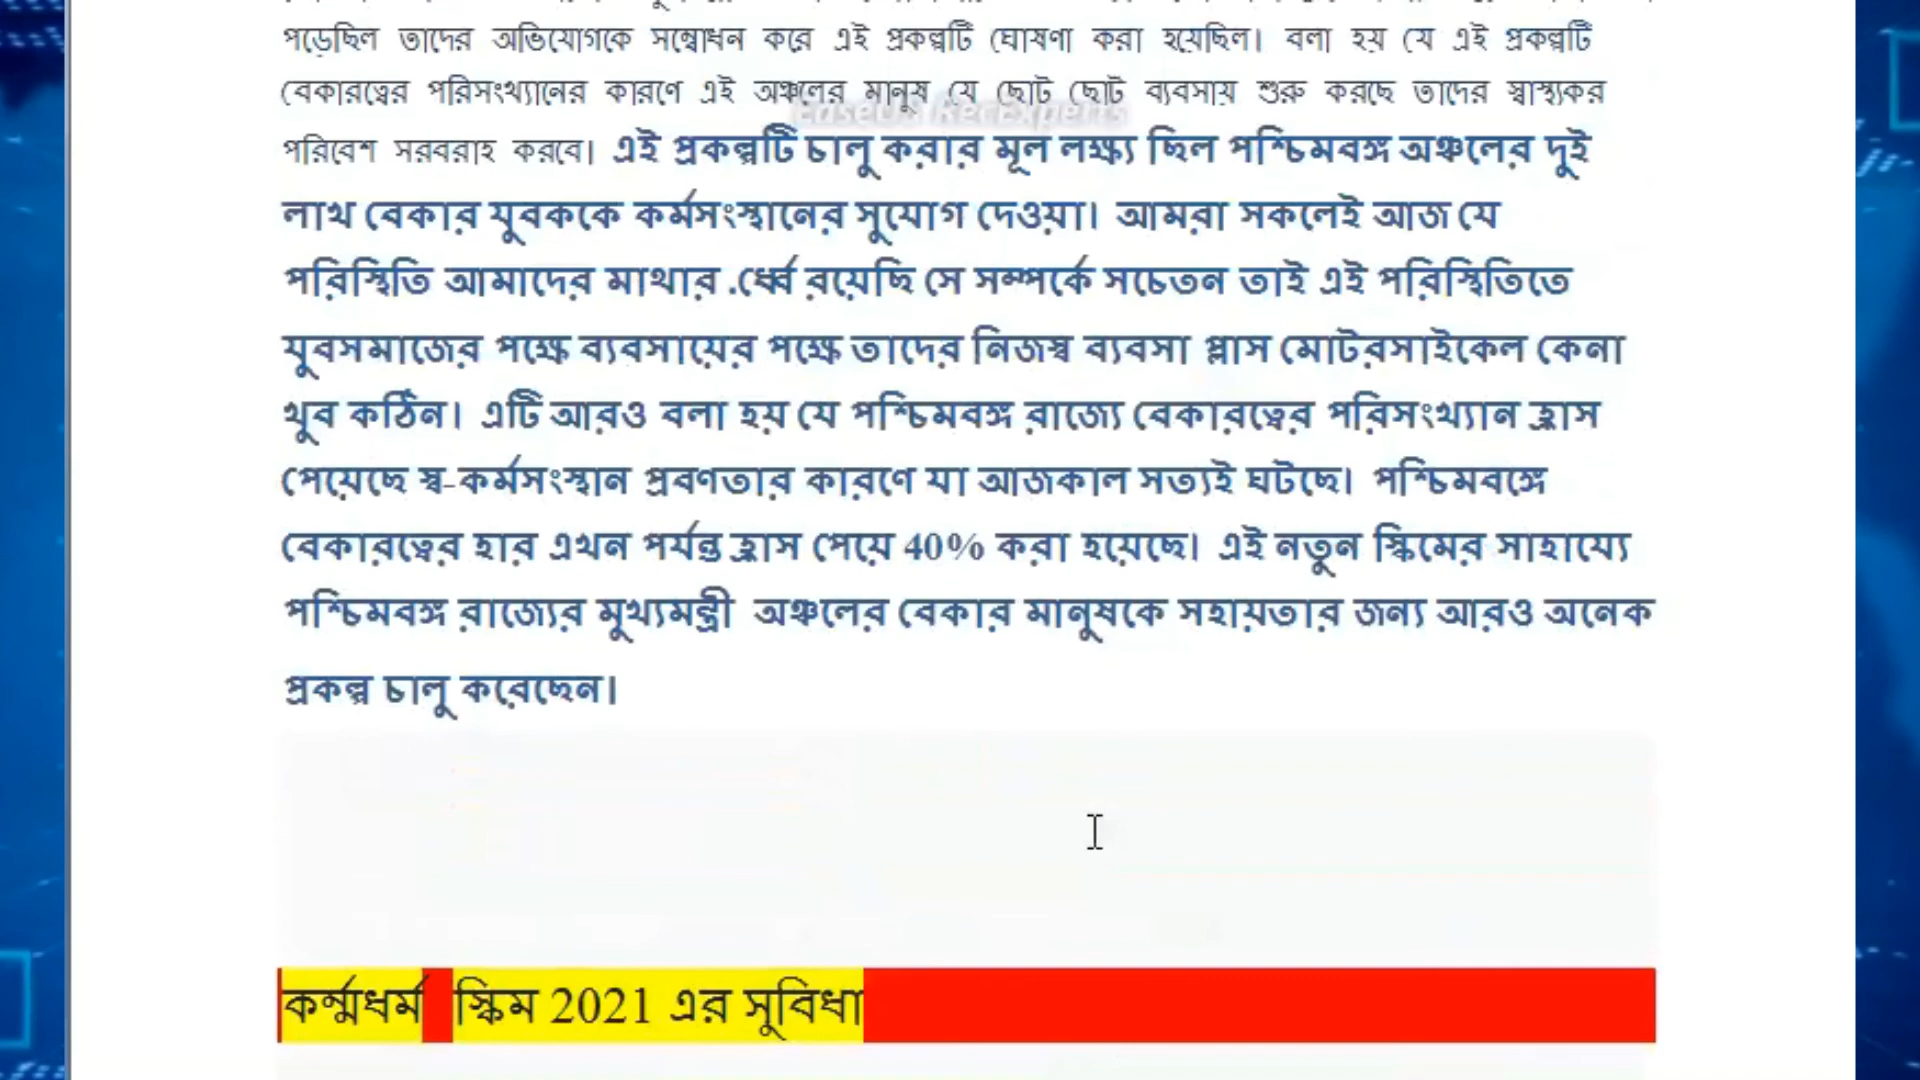 পড়েছিল তাদের অভিযোগকে সম্বোধন করে এই প্রকল্পটি ঘোষণা করা হয়েছিল। বলা হয় যে এই প্রকল্পটি
বেকারত্বের পরিসংখ্যানের কারণে এই অঞ্চলের মানুষ যে ছোট ছোট ব্যবসায় শুরু করছে তাদের স্বাস্থ্যকর
EaseUS RecExperts
পরিবেশ সরবরাহ করবে। এই প্রকল্পটি চালু করার মূল লক্ষ্য ছিল পশ্চিমবঙ্গ অঞ্চলের দুই
লাখ বেকার যুবককে কর্মসংস্থানের সুযোগ দেওয়া। আমরা সকলেই আজ যে
পরিস্থিতি আমাদের মাথার .র্ধ্বে রয়েছি সে সম্পর্কে সচেতন তাই এই পরিস্থিতিতে
যুবসমাজের পক্ষে ব্যবসায়ের পক্ষে তাদের নিজস্ব ব্যবসা প্লাস মোটরসাইকেল কেনা
খুব কঠিন। এটি আরও বলা হয় যে পশ্চিমবঙ্গ রাজ্যে বেকারত্বের পরিসংখ্যান হ্রাস
পেয়েছে স্ব-কর্মসংস্থান প্রবণতার কারণে যা আজকাল সত্যই ঘটছে। পশ্চিমবঙ্গে
বেকারত্বের হার এখন পর্যন্ত হ্রাস পেয়ে 40% করা হয়েছে। এই নতুন স্কিমের সাহায্যে
পশ্চিমবঙ্গ রাজ্যের মুখ্যমন্ত্রী অঞ্চলের বেকার মানুষকে সহায়তার জন্য আরও অনেক
প্রকল্প চালু করেছেন।
কর্ম্মধর্ম স্কিম 2021 এর সুবিধা